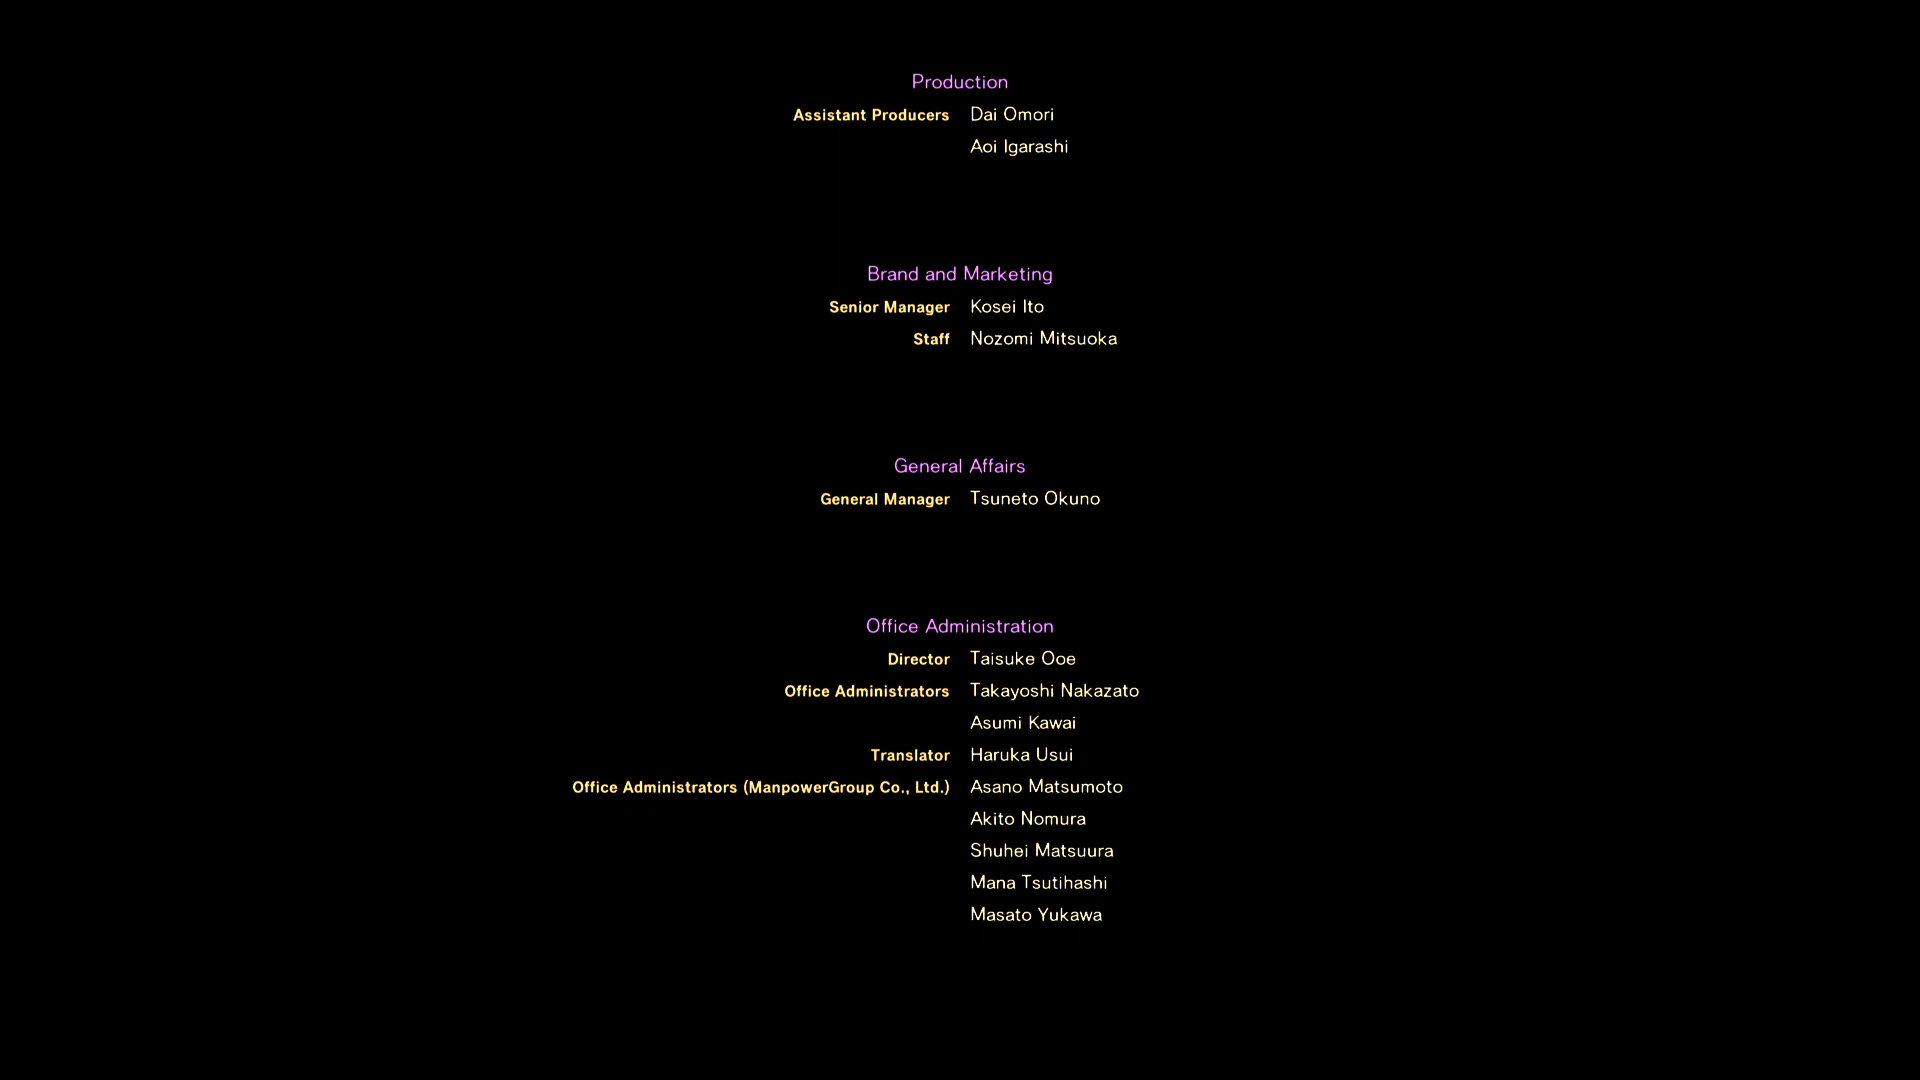 Production
Assistant Producers Dai Omori
Aoi Igarashi
Brand and Marketing
Senior Manager Kosei Ito
Staff Nozomi Mitsuoka
General Affairs
General Manager Tsuneto Okuno
Office Administration
Director Taisuke Ooe
Office Administrators Takayoshi Nakazato
Asumi Kawai
Translator Haruka Usui
Office Administrators (ManpowerGroup Co., Ltd.) Asano Matsumoto
Akito Nomura
Shuhei Matsuura
Mana Tsutihashi
Masato Yukawa